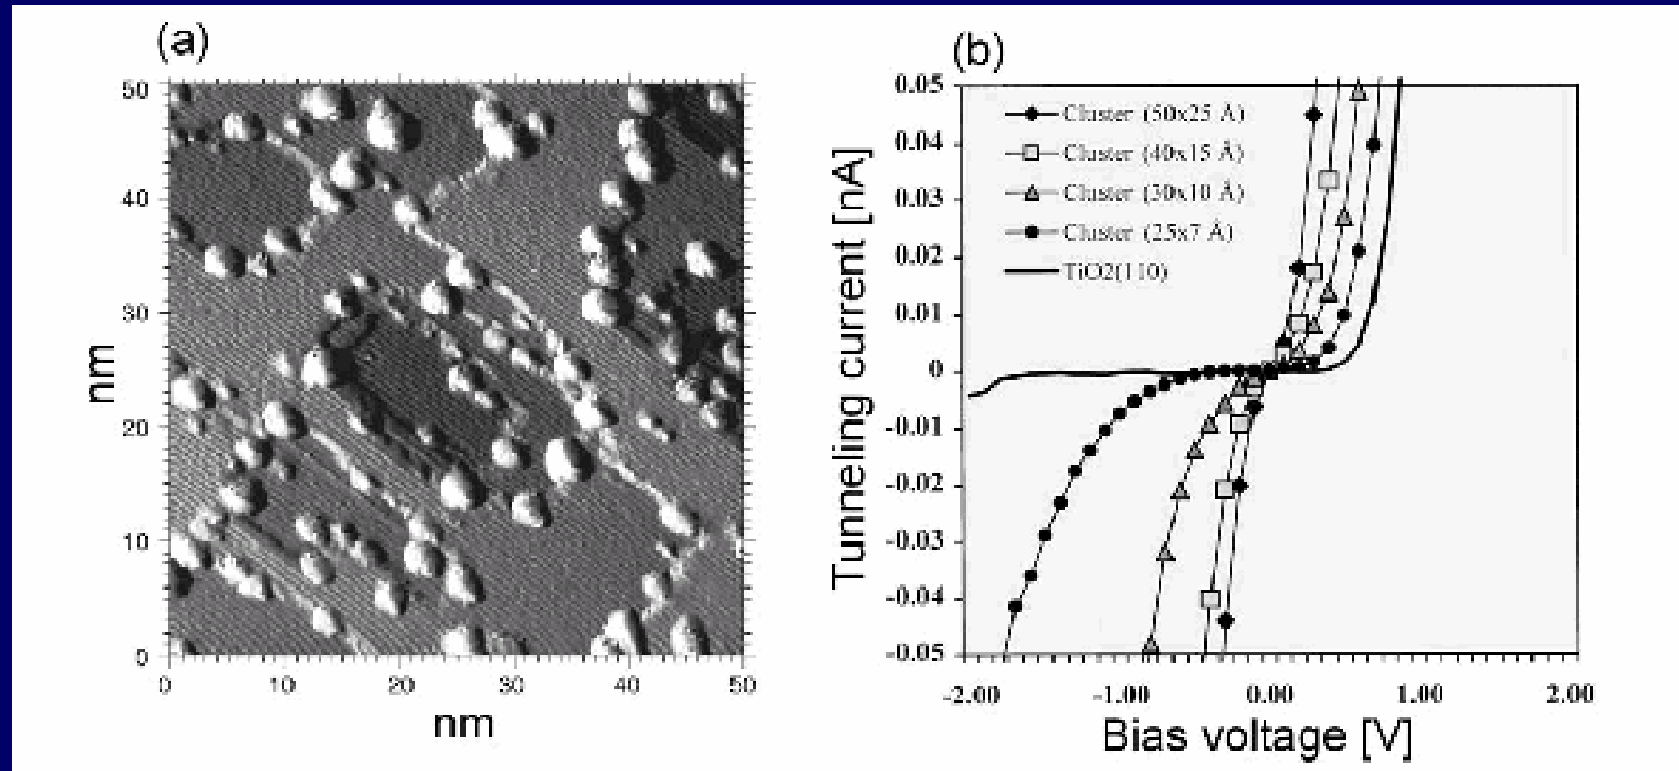 (a)
50
40
30
20
10
0
nm
0 10 20 30 40 50
nm
(b)
0.05
0.04
0.03
0.02
0.01
0
-0.01
-0.02
-0.03
-0.04
-0.05
Tunneling current [nA]
Cluster (50x25 Å)
Cluster (40x15 Å)
Cluster (30x10 Å)
Cluster (25x7 Å)
TiO2(110)
-2.00 -1.00 0.00 1.00 2.00
Bias voltage [V]